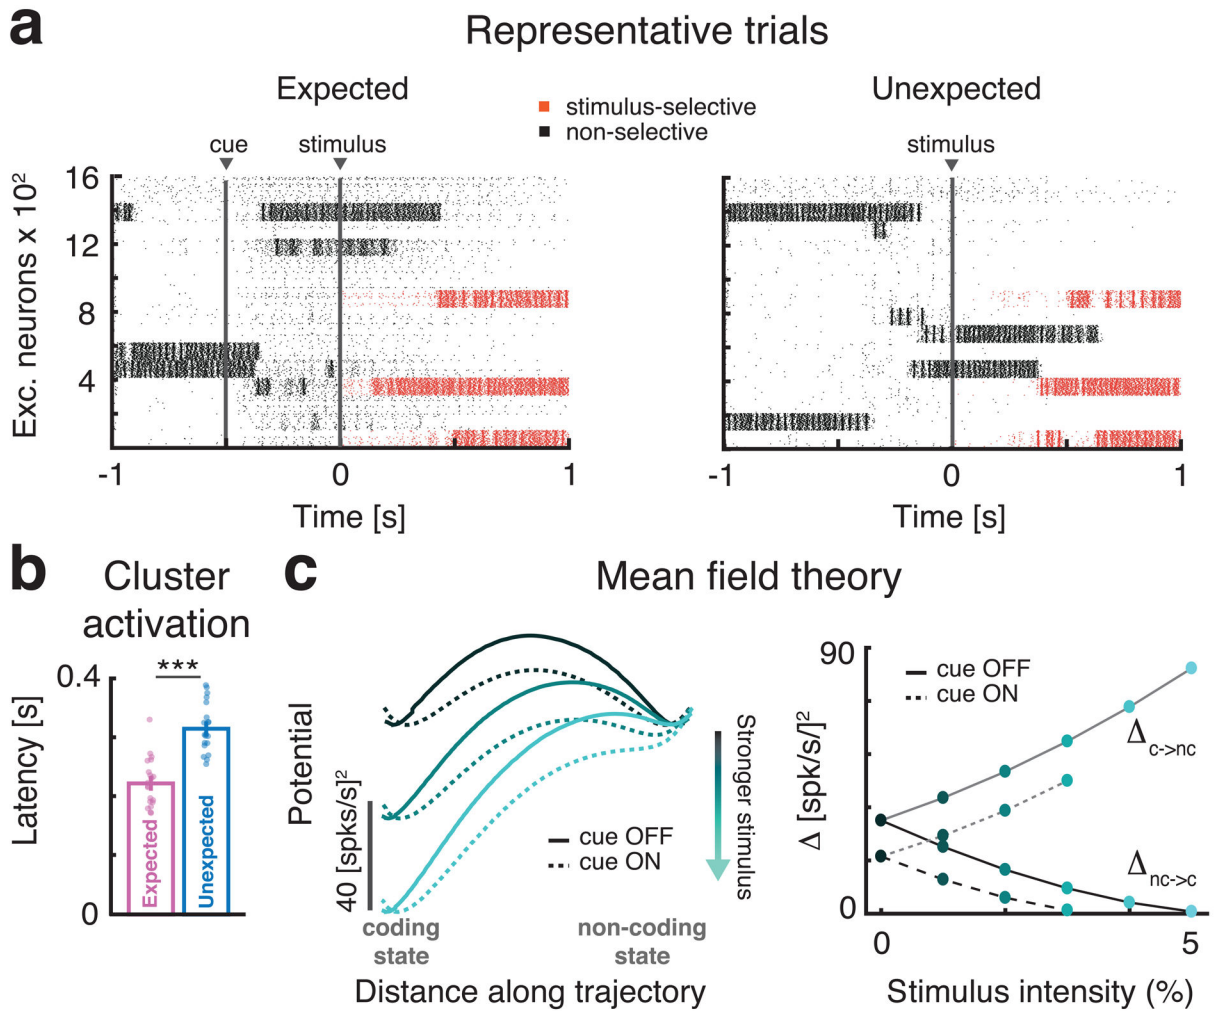 a
Representative trials
Expected
stimulus-selective
non-selective
Unexpected
cue
stimulus
stimulus
Exc. neurons x 10²
16
12
8
4
-1
0
1
Time [s]
-1
0
1
Time [s]
b
Cluster
activation
***
Latency [s]
0.4
0
Expected
Unexpected
c
Mean field theory
Potential
40 [spks/s]²
cue OFF
cue ON
Stronger stimulus
coding
state
non-coding
state
Distance along trajectory
Δ [spk/s/]²
90
0
cue OFF
cue ON
Δ c->nc
Δ nc->c
0
5
Stimulus intensity (%)